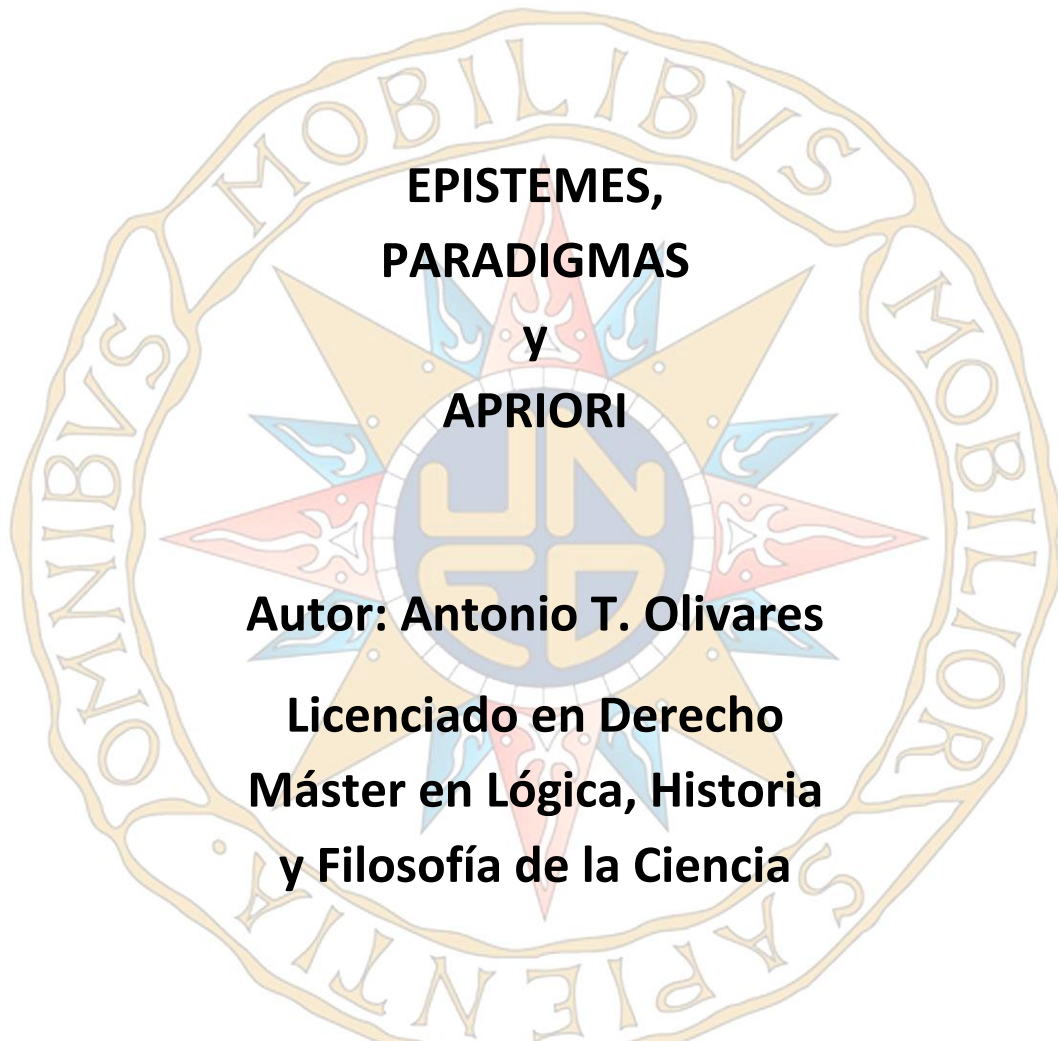 EPISTEMES,
PARADIGMAS
y
APRIORI
Autor: Antonio T. Olivares
Licenciado en Derecho
Máster en Lógica, Historia
y Filosofía de la Ciencia
OMNIBVS MOBILIBVS MOBILIOR SAPIENTIA.
UNED